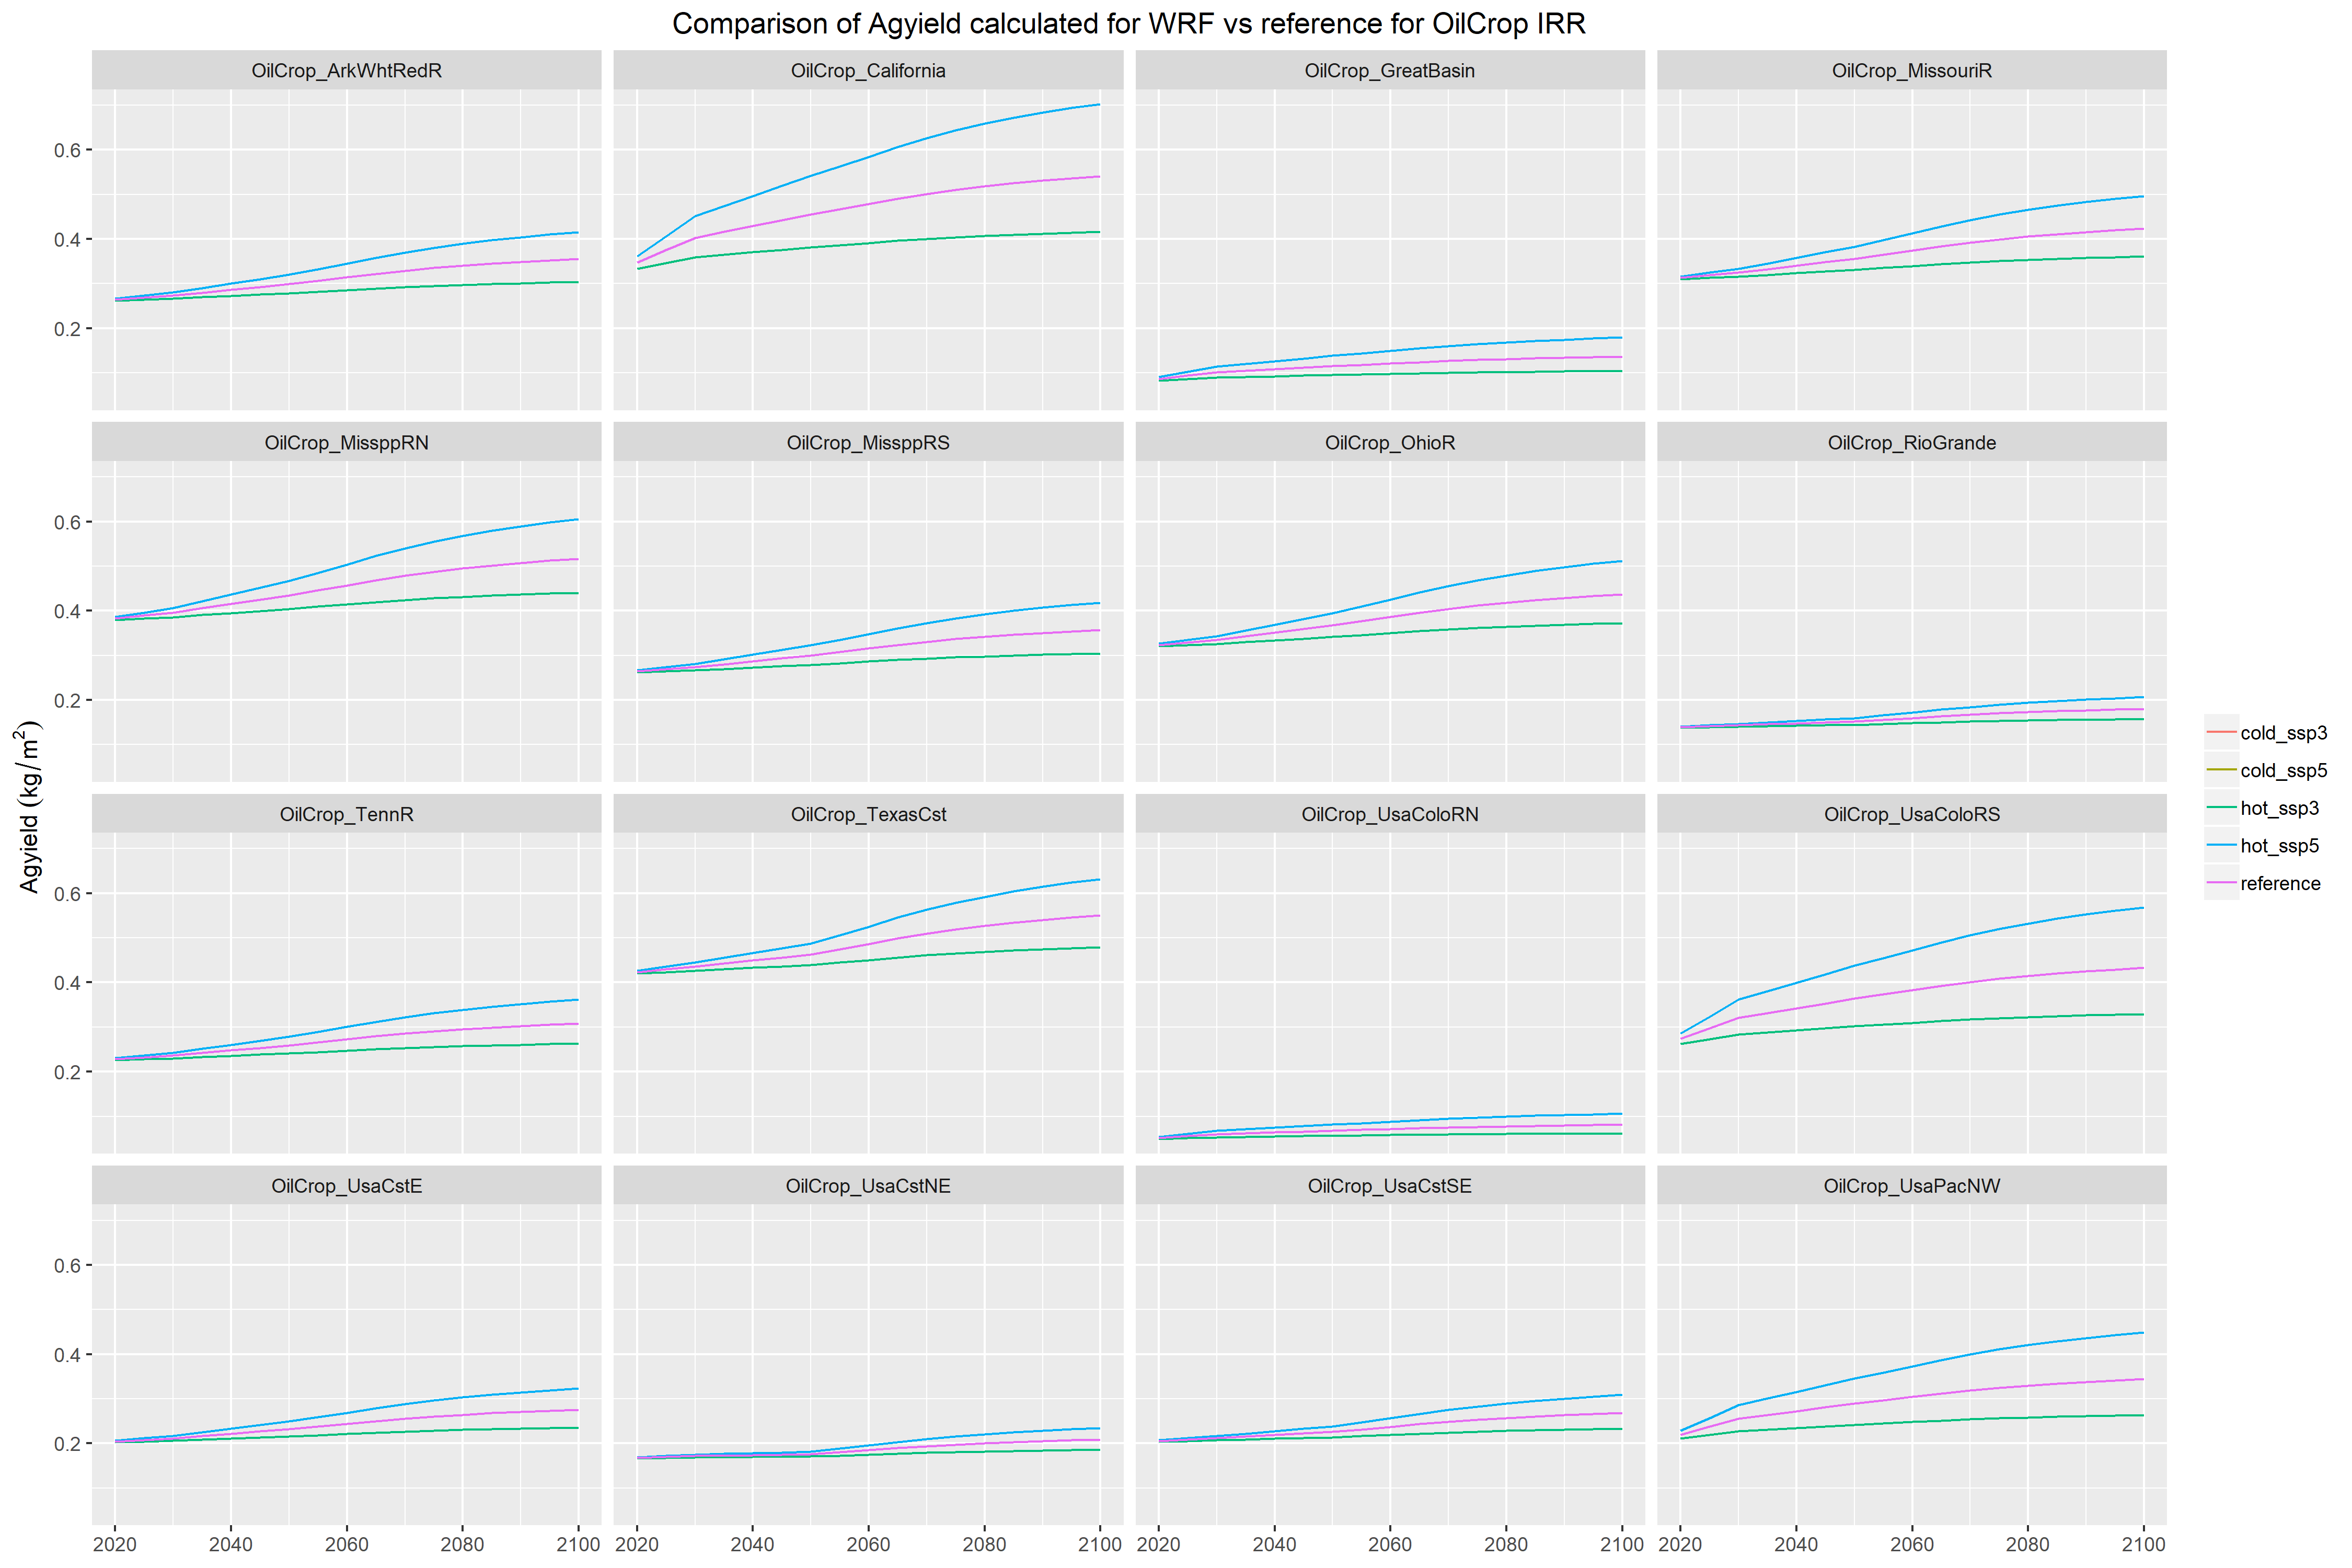 Comparison of Agyield calculated for WRF vs reference for OilCrop IRR
OilCrop_ArkWhtRedR
OilCrop_California
OilCrop_GreatBasin
OilCrop_MissouriR
0.6
0.4
0.2
OilCrop_MissppRN
OilCrop_MissppRS
OilCrop_OhioR
OilCrop_RioGrande
0.6
0.4
0.2
Agyield (kg/m²)
OilCrop_TennR
OilCrop_TexasCst
OilCrop_UsaColoRN
OilCrop_UsaColoRS
0.6
0.4
0.2
OilCrop_UsaCstE
OilCrop_UsaCstNE
OilCrop_UsaCstSE
OilCrop_UsaPacNW
0.6
0.4
0.2
2020 2040 2060 2080 2100
2020 2040 2060 2080 2100
2020 2040 2060 2080 2100
2020 2040 2060 2080 2100
cold_ssp3
cold_ssp5
hot_ssp3
hot_ssp5
reference